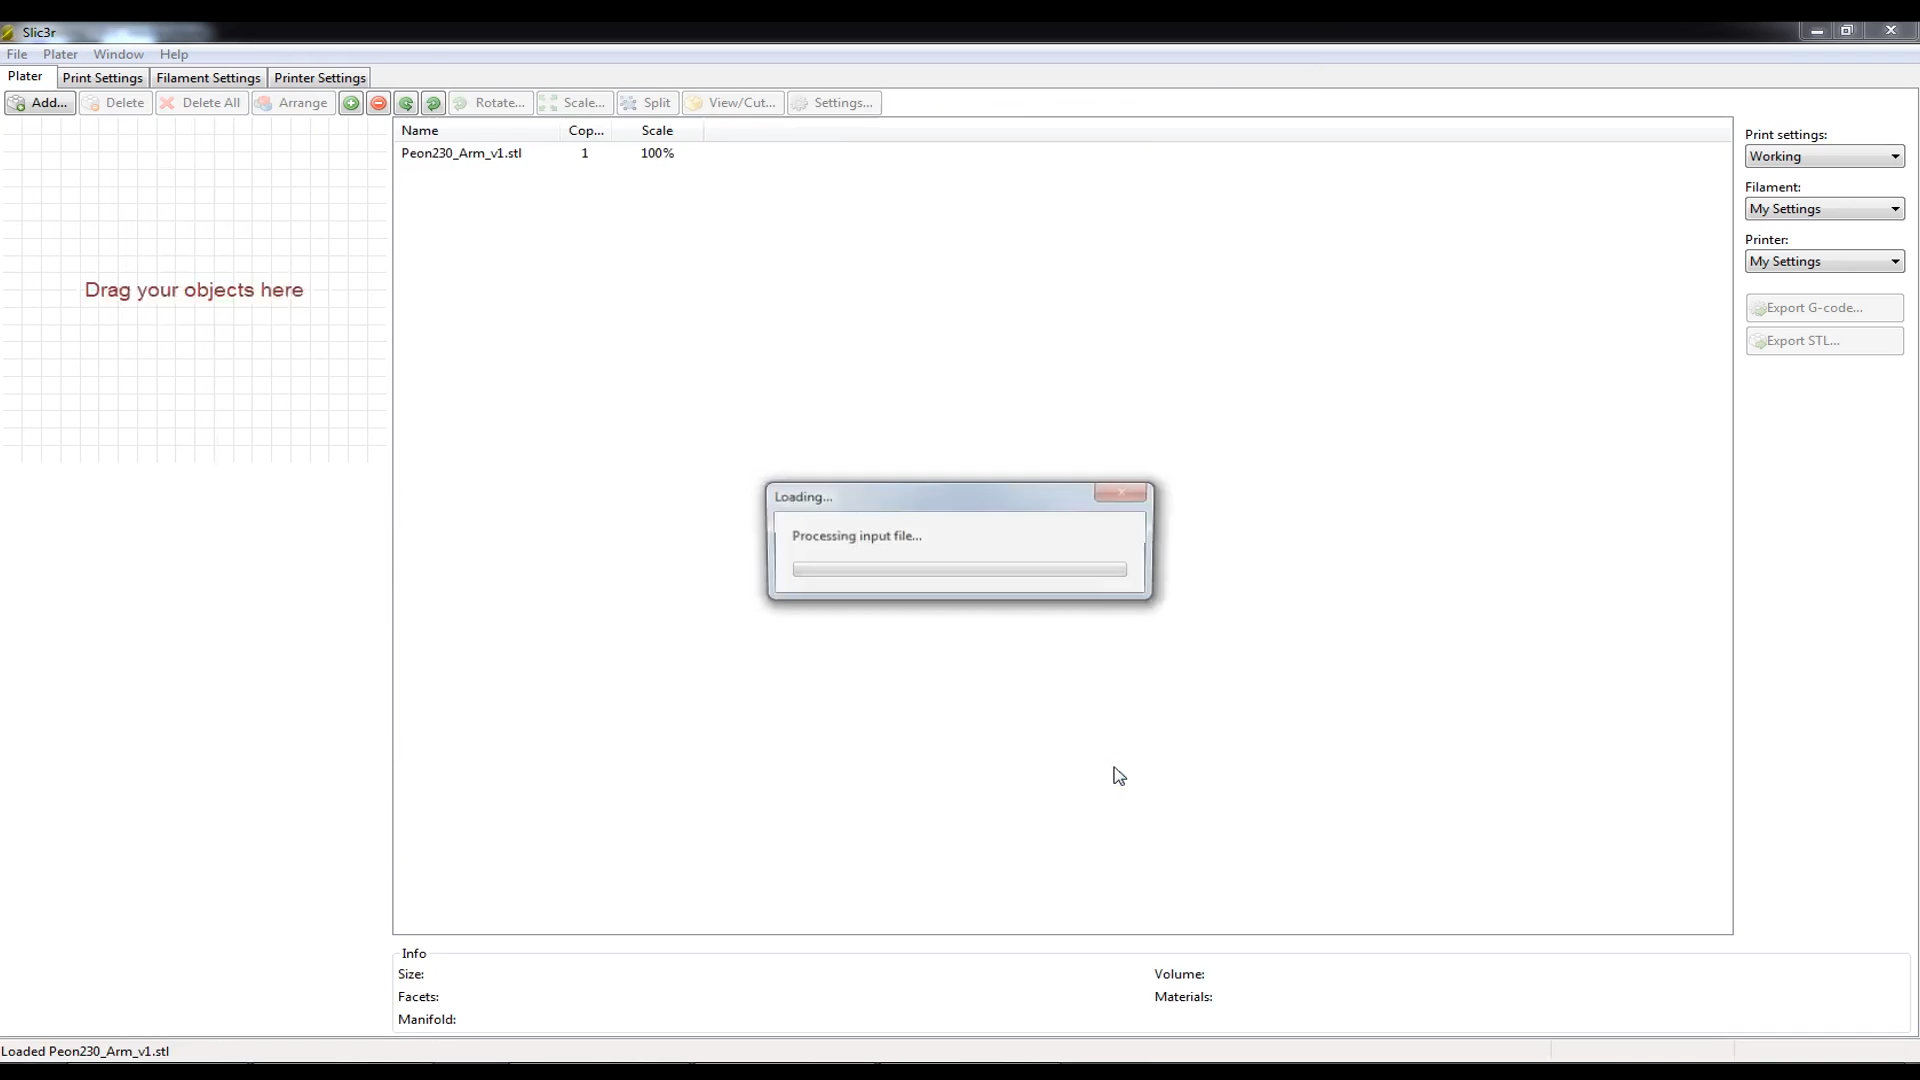 Slic3r
File Plater Window Help
Plater Print Settings Filament Settings Printer Settings
Add... Delete Delete All Arrange Rotate... Scale... Split View/Cut... Settings...
Name Cop... Scale
Peon230_Arm_v1.stl 1 100%
Drag your objects here
Print settings:
Working
Filament:
My Settings
Printer:
My Settings
Export G-code...
Export STL...
Loading...
Processing input file...
Info
Size: Volume:
Facets: Materials:
Manifold:
Loaded Peon230_Arm_v1.stl